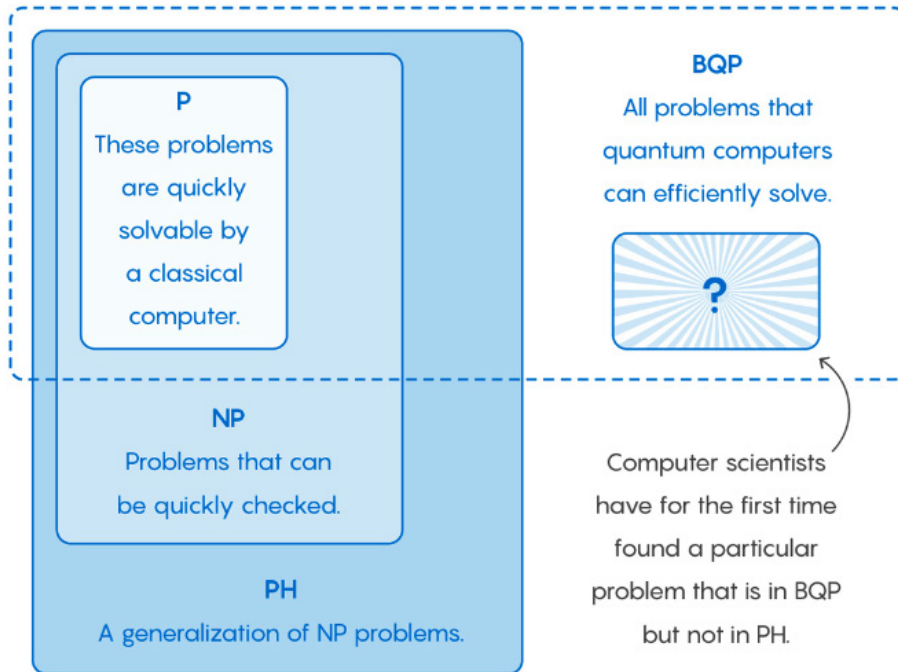 P
These problems
are quickly
solvable by
a classical
computer.
NP
Problems that can
be quickly checked.
PH
A generalization of NP problems.
BQP
All problems that
quantum computers
can efficiently solve.
?
Computer scientists
have for the first time
found a particular
problem that is in BQP
but not in PH.